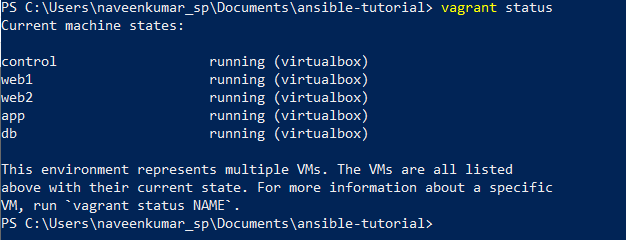 PS C:\Users\naveenkumar_sp\Documents\ansible-tutorial> vagrant status
Current machine states:
control                   running (virtualbox)
web1                      running (virtualbox)
web2                      running (virtualbox)
app                       running (virtualbox)
db                        running (virtualbox)
This environment represents multiple VMs. The VMs are all listed
above with their current state. For more information about a specific
VM, run `vagrant status NAME`.
PS C:\Users\naveenkumar_sp\Documents\ansible-tutorial>